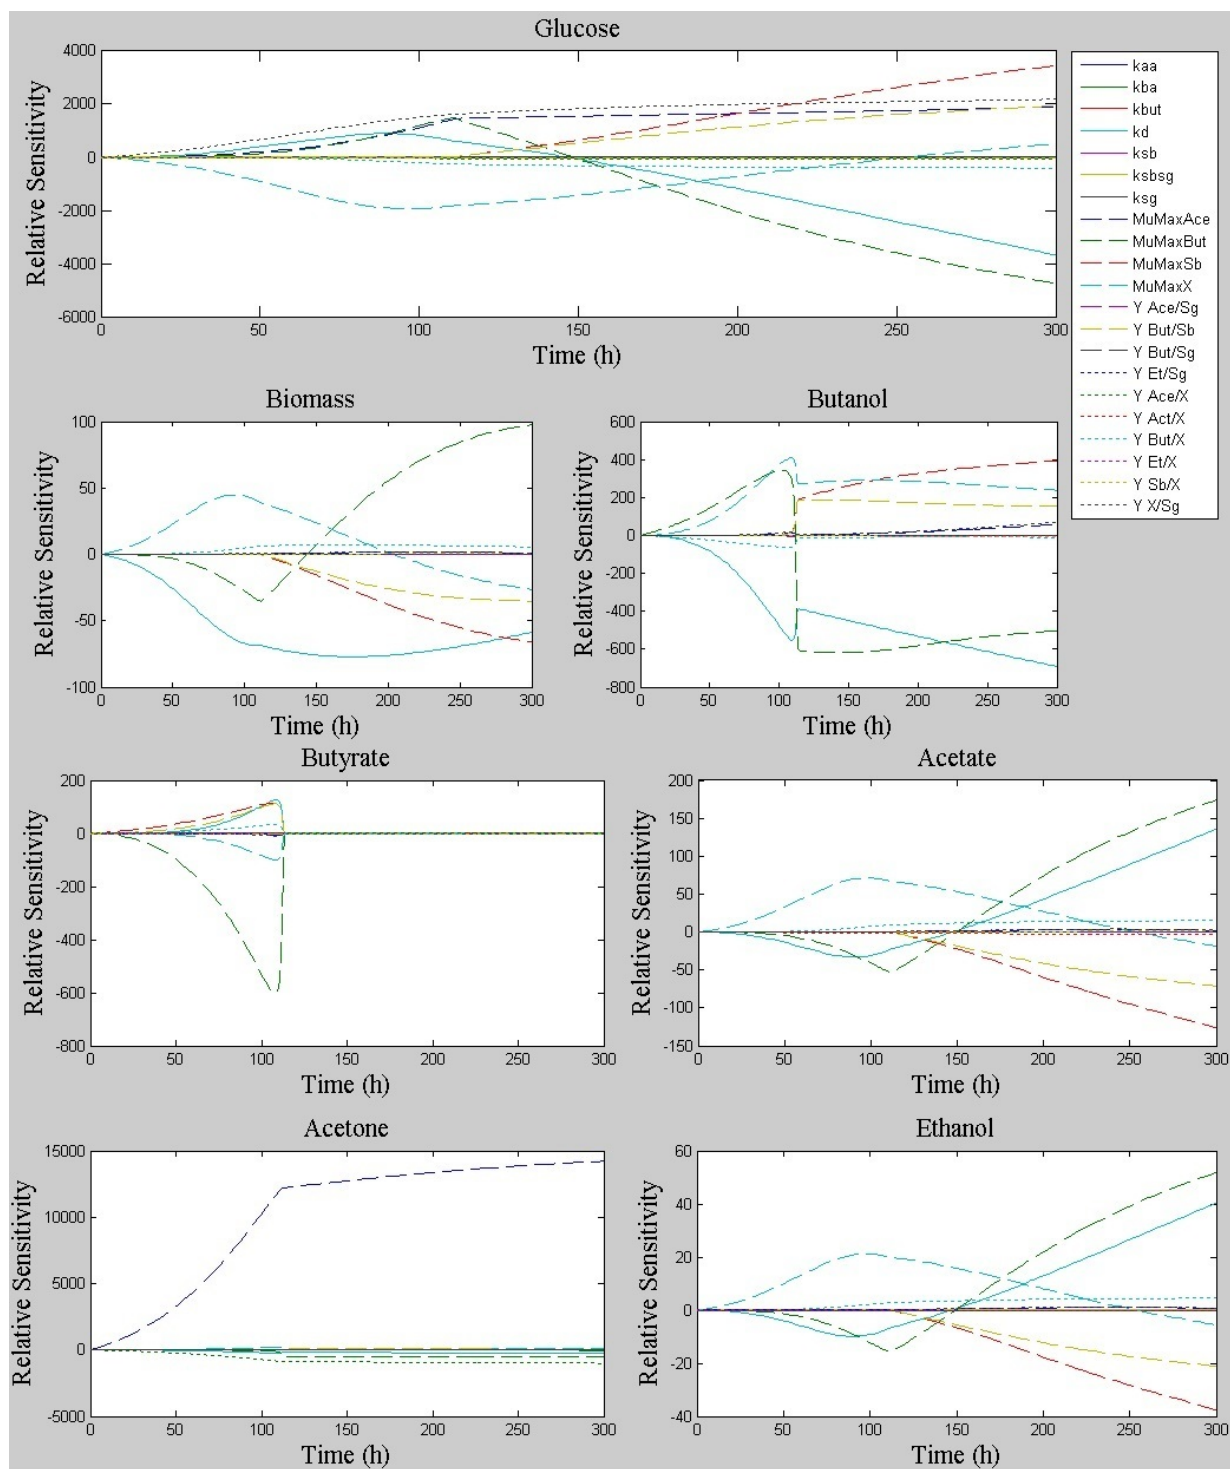 Glucose
Relative Sensitivity
4000
2000
0
-2000
-4000
-6000
0 50 100 150 200 250 300
Time (h)
kaa
kba
kbut
kd
ksb
ksbsg
ksg
MuMaxAce
MuMaxBut
MuMaxSb
MuMaxX
Y Ace/Sg
Y But/Sb
Y But/Sg
Y Et/Sg
Y Ace/X
Y Act/X
Y But/X
Y Et/X
Y Sb/X
Y X/Sg
Biomass
Relative Sensitivity
100
50
0
-50
-100
0 50 100 150 200 250 300
Time (h)
Butanol
Relative Sensitivity
600
400
200
0
-200
-400
-600
-800
0 50 100 150 200 250 300
Time (h)
Butyrate
Relative Sensitivity
200
0
-200
-400
-600
-800
0 50 100 150 200 250 300
Time (h)
Acetate
Relative Sensitivity
200
150
100
50
0
-50
-100
-150
0 50 100 150 200 250 300
Time (h)
Acetone
Relative Sensitivity
15000
10000
5000
0
-5000
0 50 100 150 200 250 300
Time (h)
Ethanol
Relative Sensitivity
60
40
20
0
-20
-40
0 50 100 150 200 250 300
Time (h)